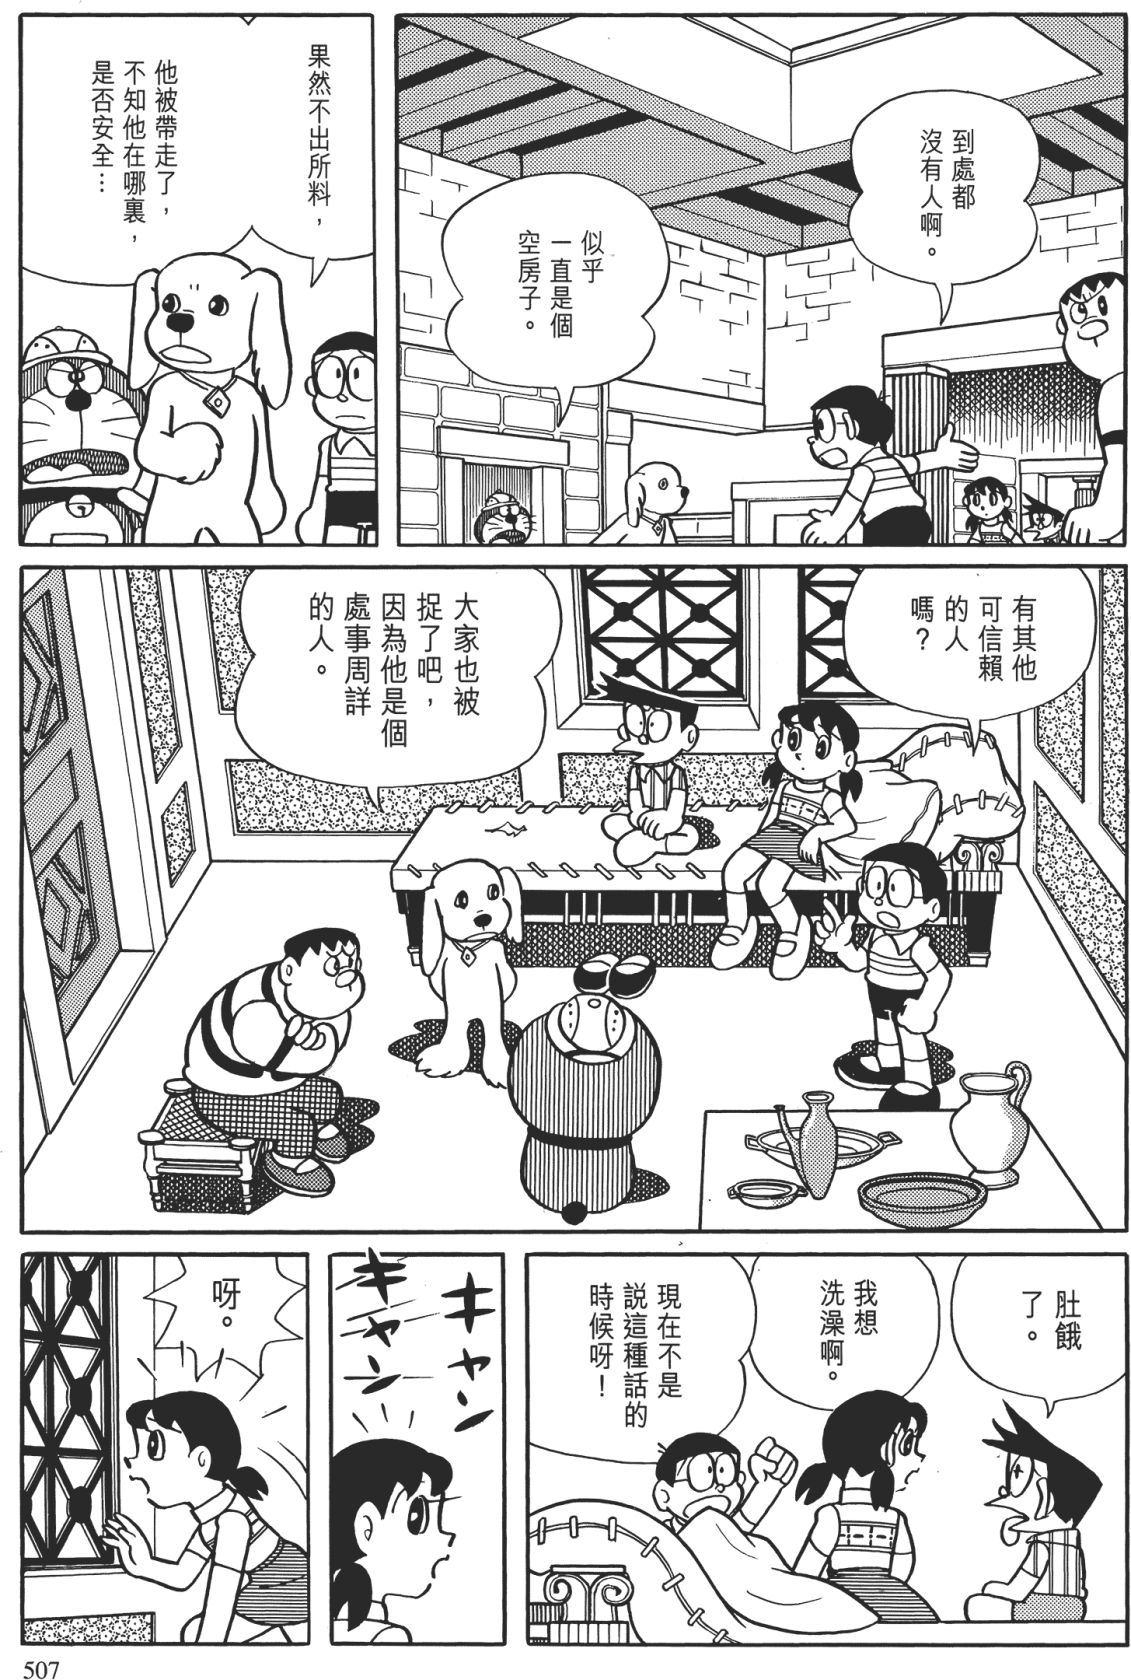 到處都
沒有人啊。
似乎
一直是個
空房子。
果然不出所料，
他被帶走了，
不知他在哪裏，
是否安全…
有其他
可信賴
的人
嗎？
大家也被
捉了吧，
因為他是個
處事周詳
的人。
肚餓
了。
我想
洗澡啊。
現在不是
說這種話的
時候呀！
キャン
キャン
呀。
507